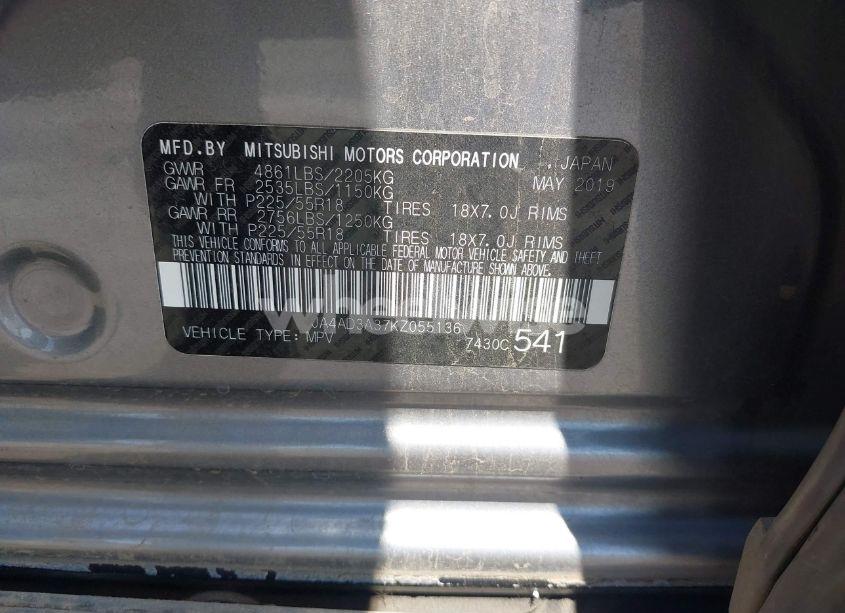 MFD.BY MITSUBISHI MOTORS CORPORATION. JAPAN
GVWR 4861LBS/2205KG MAY 2019
GAWR FR 2535LBS/1150KG
WITH P225/55R18 TIRES 18X7.0J RIMS
GAWR RR 2756LBS/1250KG
WITH P225/55R18 TIRES 18X7.0J RIMS
THIS VEHICLE CONFORMS TO ALL APPLICABLE FEDERAL MOTOR VEHICLE SAFETY AND THEFT
PREVENTION STANDARDS IN EFFECT ON THE DATE OF MANUFACTURE SHOWN ABOVE.
JA4AD3A37KZ055136
VEHICLE TYPE: MPV 7430C 541